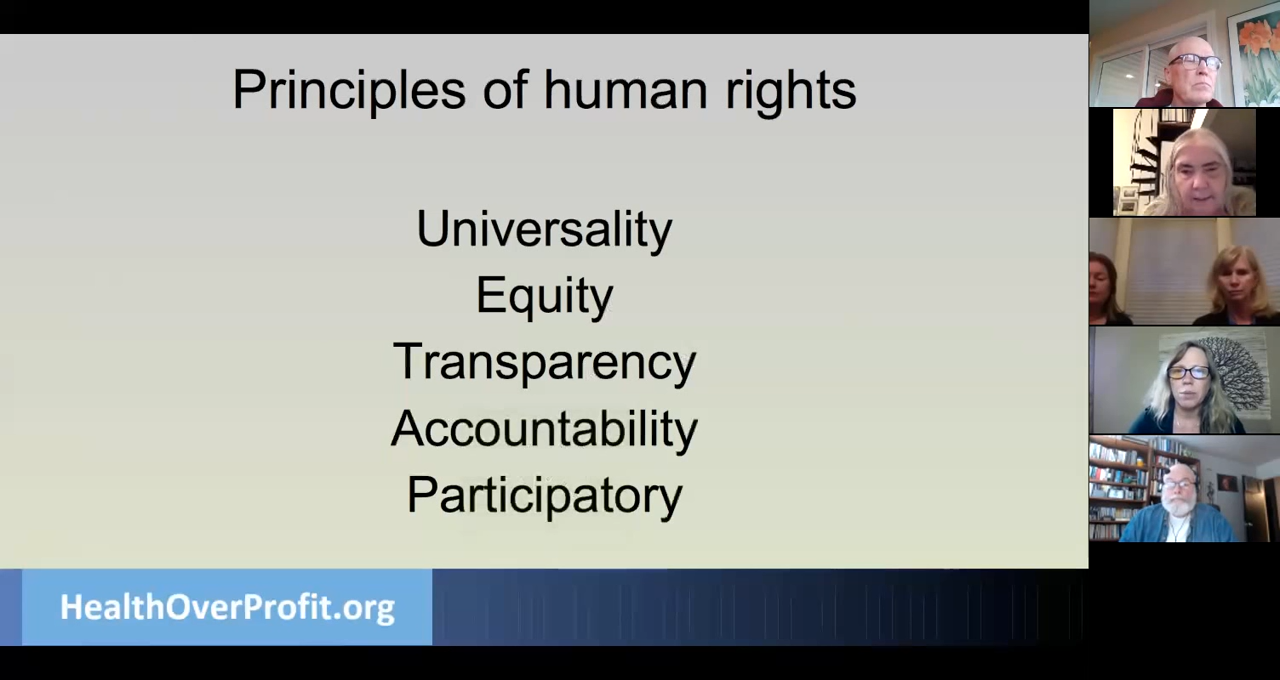 Principles of human rights
Universality
Equity
Transparency
Accountability
Participatory
HealthOverProfit.org